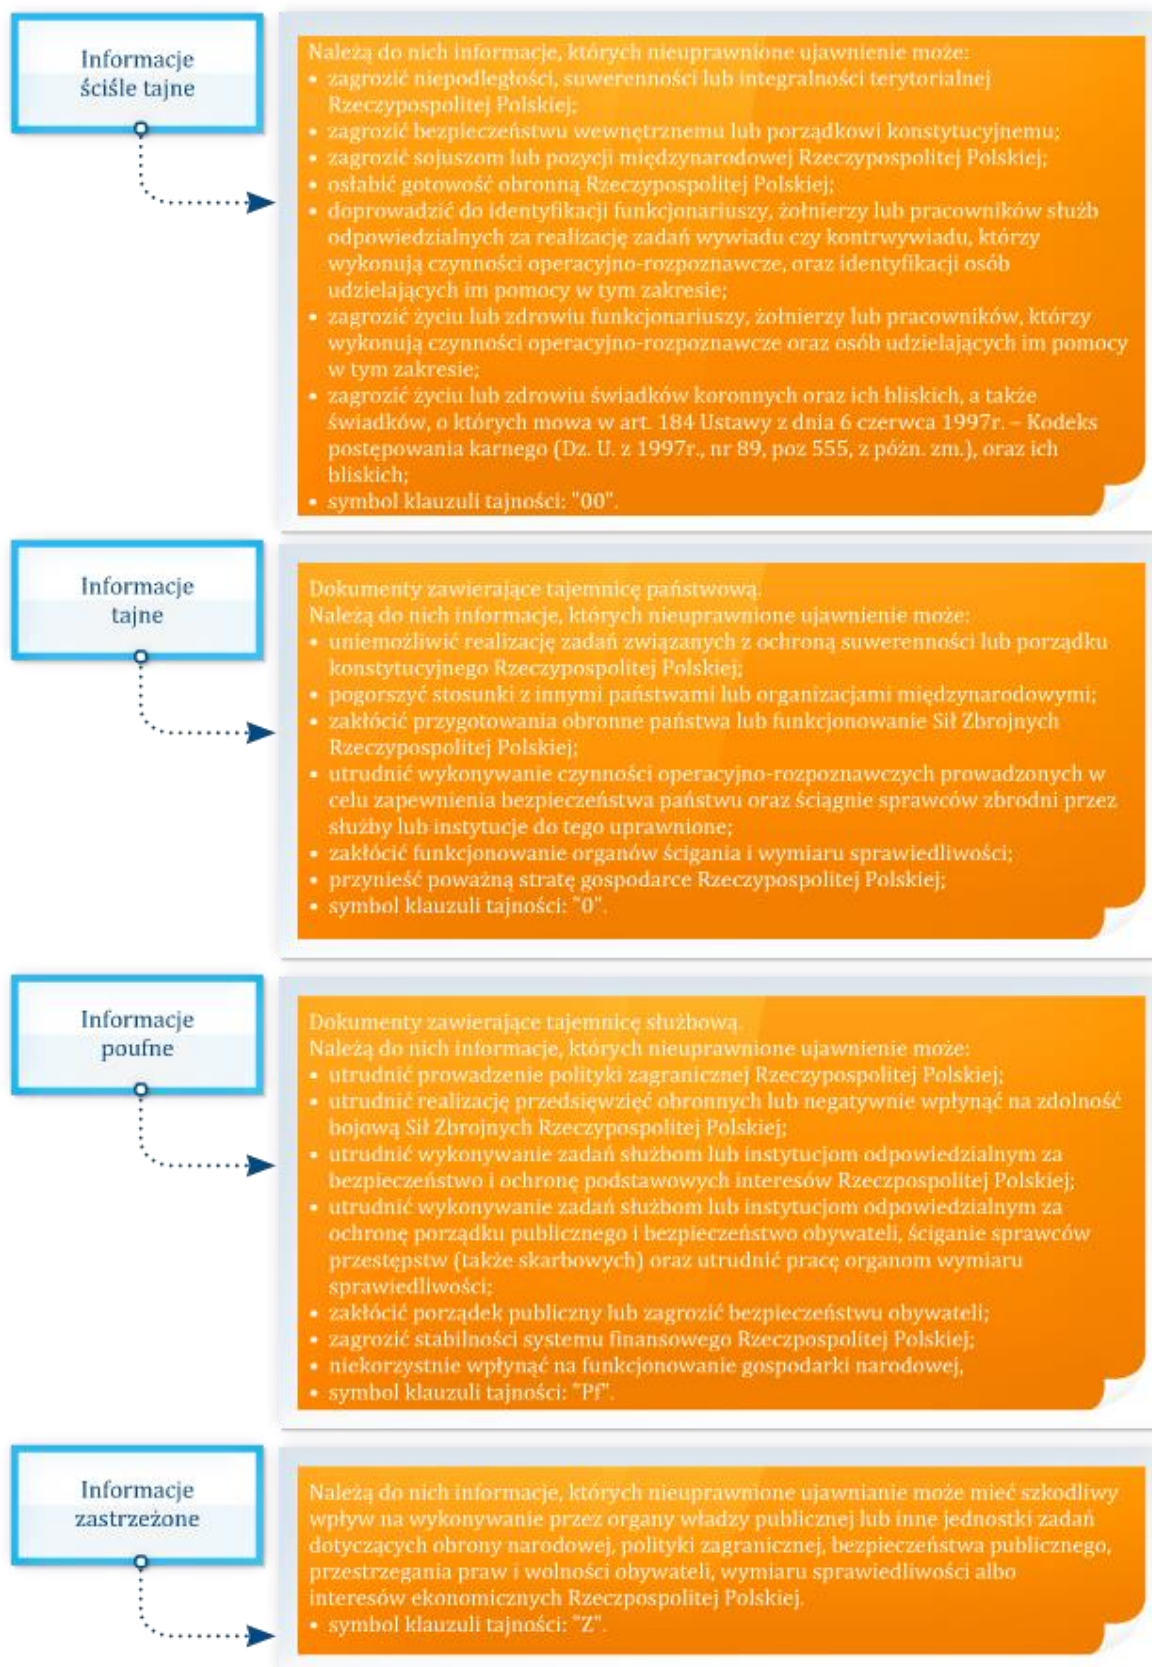 Informacje
ściśle tajne
Należą do nich informacje, których nieuprawnione ujawnienie może:
• zagrozić niepodległości, suwerenności lub integralności terytorialnej
Rzeczypospolitej Polskiej;
• zagrozić bezpieczeństwu wewnętrznemu lub porządkowi konstytucyjnemu;
• zagrozić sojuszom lub pozycji międzynarodowej Rzeczypospolitej Polskiej;
• osłabić gotowość obronną Rzeczypospolitej Polskiej;
• doprowadzić do identyfikacji funkcjonariuszy, żołnierzy lub pracowników służb
odpowiedzialnych za realizację zadań wywiadu czy kontrwywiadu, którzy
wykonują czynności operacyjno-rozpoznawcze, oraz identyfikacji osób
udzielających im pomocy w tym zakresie;
• zagrozić życiu lub zdrowiu funkcjonariuszy, żołnierzy lub pracowników, którzy
wykonują czynności operacyjno-rozpoznawcze oraz osób udzielających im pomocy
w tym zakresie;
• zagrozić życiu lub zdrowiu świadków koronnych oraz ich bliskich, a także
świadków, o których mowa w art. 184 Ustawy z dnia 6 czerwca 1997r. – Kodeks
postępowania karnego (Dz. U. z 1997r., nr 89, poz 555, z późn. zm.), oraz ich
bliskich;
• symbol klauzuli tajności: "00".
Informacje
tajne
Dokumenty zawierające tajemnicę państwową.
Należą do nich informacje, których nieuprawnione ujawnienie może:
• uniemożliwić realizację zadań związanych z ochroną suwerenności lub porządku
konstytucyjnego Rzeczypospolitej Polskiej;
• pogorszyć stosunki z innymi państwami lub organizacjami międzynarodowymi;
• zakłócić przygotowania obronne państwa lub funkcjonowanie Sił Zbrojnych
Rzeczypospolitej Polskiej;
• utrudnić wykonywanie czynności operacyjno-rozpoznawczych prowadzonych w
celu zapewnienia bezpieczeństwa państwu oraz ściągnie sprawców zbrodni przez
służby lub instytucje do tego uprawnione;
• zakłócić funkcjonowanie organów ścigania i wymiaru sprawiedliwości;
• przynieść poważną stratę gospodarce Rzeczypospolitej Polskiej;
• symbol klauzuli tajności: "0".
Informacje
poufne
Dokumenty zawierające tajemnicę służbową.
Należą do nich informacje, których nieuprawnione ujawnienie może:
• utrudnić prowadzenie polityki zagranicznej Rzeczypospolitej Polskiej;
• utrudnić realizację przedsięwzięć obronnych lub negatywnie wpłynąć na zdolność
bojową Sił Zbrojnych Rzeczypospolitej Polskiej;
• utrudnić wykonywanie zadań służbom lub instytucjom odpowiedzialnym za
bezpieczeństwo i ochronę podstawowych interesów Rzeczpospolitej Polskiej;
• utrudnić wykonywanie zadań służbom lub instytucjom odpowiedzialnym za
ochronę porządku publicznego i bezpieczeństwo obywateli, ściganie sprawców
przestępstw (także skarbowych) oraz utrudnić pracę organom wymiaru
sprawiedliwości;
• zakłócić porządek publiczny lub zagrozić bezpieczeństwu obywateli;
• zagrozić stabilności systemu finansowego Rzeczpospolitej Polskiej;
• niekorzystnie wpłynąć na funkcjonowanie gospodarki narodowej,
• symbol klauzuli tajności: "Pf".
Informacje
zastrzeżone
Należą do nich informacje, których nieuprawnione ujawnianie może mieć szkodliwy
wpływ na wykonywanie przez organy władzy publicznej lub inne jednostki zadań
dotyczących obrony narodowej, polityki zagranicznej, bezpieczeństwa publicznego,
przestrzegania praw i wolności obywateli, wymiaru sprawiedliwości albo
interesów ekonomicznych Rzeczpospolitej Polskiej.
• symbol klauzuli tajności: "Z".